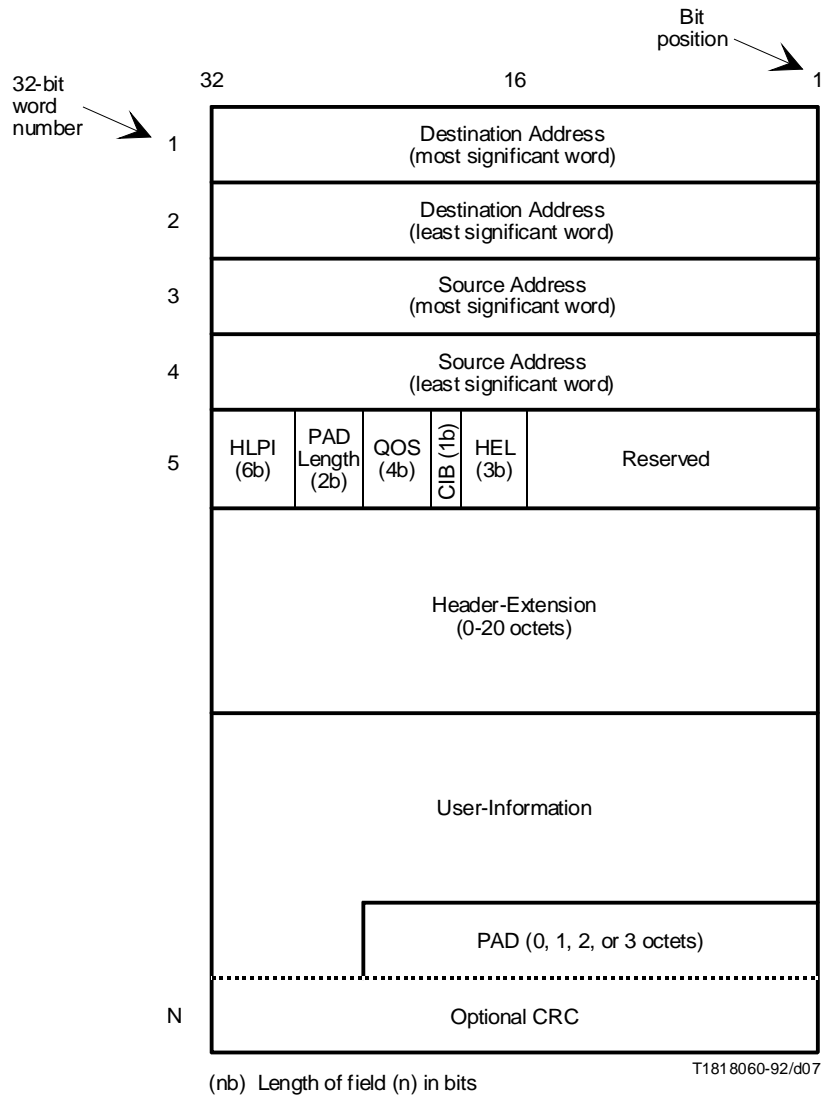 Bit
position
32
16
1
32-bit
word
number
1
Destination Address
(most significant word)
2
Destination Address
(least significant word)
3
Source Address
(most significant word)
4
Source Address
(least significant word)
5
HLPI
(6b)
PAD
Length
(2b)
QOS
(4b)
CIB (1b)
HEL
(3b)
Reserved
Header-Extension
(0-20 octets)
User-Information
PAD (0, 1, 2, or 3 octets)
N
Optional CRC
T1818060-92/d07
(nb) Length of field (n) in bits